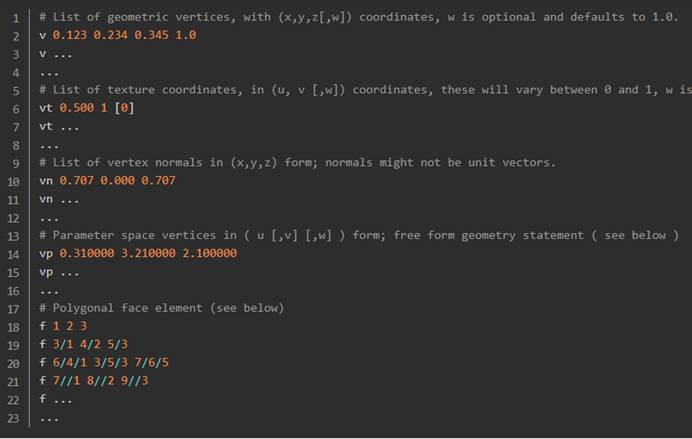 1 # List of geometric vertices, with (x,y,z[,w]) coordinates, w is optional and defaults to 1.0.
2 v 0.123 0.234 0.345 1.0
3 v ...
4 ...
5 # List of texture coordinates, in (u, v [,w]) coordinates, these will vary between 0 and 1, w is
6 vt 0.500 1 [0]
7 vt ...
8 ...
9 # List of vertex normals in (x,y,z) form; normals might not be unit vectors.
10 vn 0.707 0.000 0.707
11 vn ...
12 ...
13 # Parameter space vertices in ( u [,v] [,w] ) form; free form geometry statement ( see below )
14 vp 0.310000 3.210000 2.100000
15 vp ...
16 ...
17 # Polygonal face element (see below)
18 f 1 2 3
19 f 3/1 4/2 5/3
20 f 6/4/1 3/5/3 7/6/5
21 f 7//1 8//2 9//3
22 f ...
23 ...